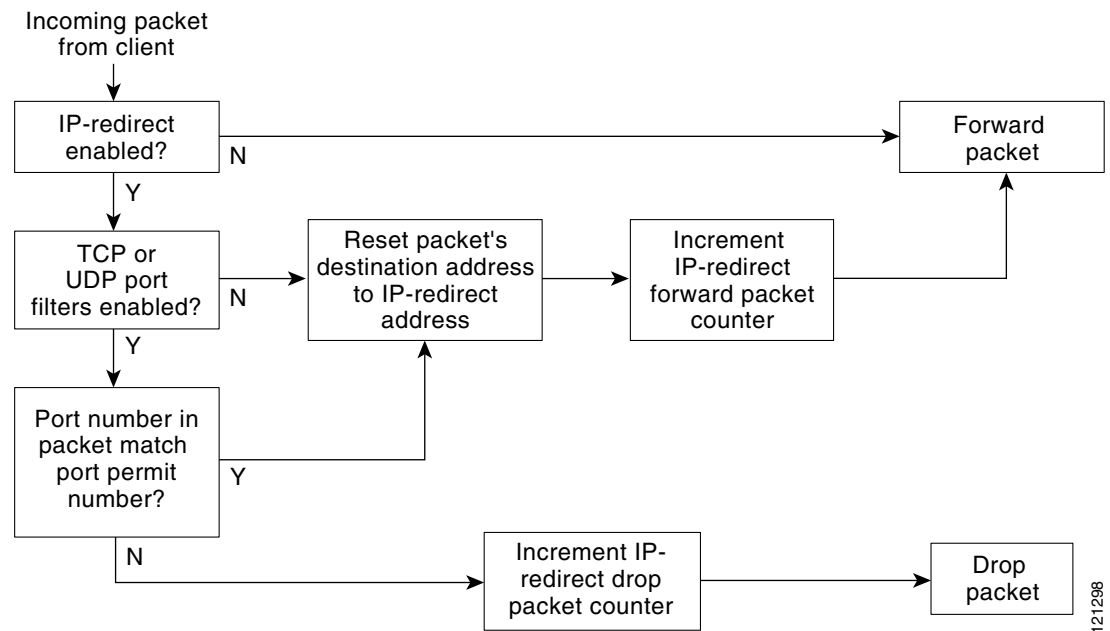 Incoming packet
from client
IP-redirect
enabled?
N
Forward
packet
Y
TCP or
UDP port
filters enabled?
N
Reset packet's
destination address
to IP-redirect
address
Increment
IP-redirect
forward packet
counter
Y
Port number in
packet match
port permit
number?
Y
N
Increment IP-
redirect drop
packet counter
Drop
packet
121298